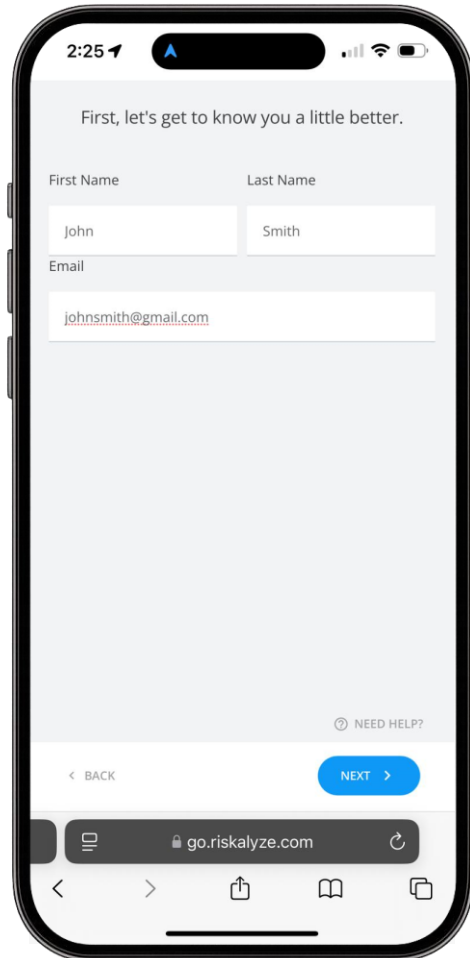 2:25
First, let's get to know you a little better.
First Name
Last Name
John
Smith
Email
johnsmith@gmail.com
NEED HELP?
BACK
NEXT
go.riskalyze.com